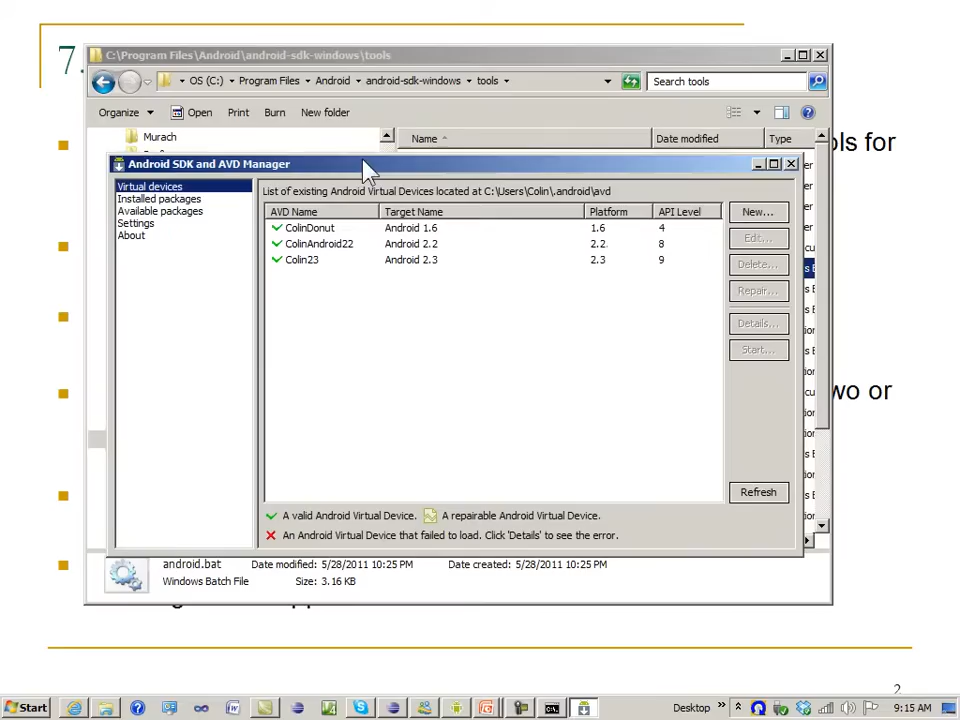 7.
C:\Program Files\Android\android-sdk-windows\tools
OS (C:) Program Files Android android-sdk-windows tools
Search tools
Organize Open Print Burn New folder
Murach
Name Date modified Type
ols for
Android SDK and AVD Manager
Virtual devices
Installed packages
Available packages
Settings
About
List of existing Android Virtual Devices located at C:\Users\Colin\.android\avd
AVD Name Target Name Platform API Level
ColinDonut Android 1.6 1.6 4
ColinAndroid22 Android 2.2 2.2 8
Colin23 Android 2.3 2.3 9
New...
Edit...
Delete...
Repair...
Details...
Start...
Refresh
wo or
A valid Android Virtual Device. A repairable Android Virtual Device.
An Android Virtual Device that failed to load. Click 'Details' to see the error.
android.bat Date modified: 5/28/2011 10:25 PM Date created: 5/28/2011 10:25 PM
Windows Batch File Size: 3.16 KB
2
Start Desktop 9:15 AM